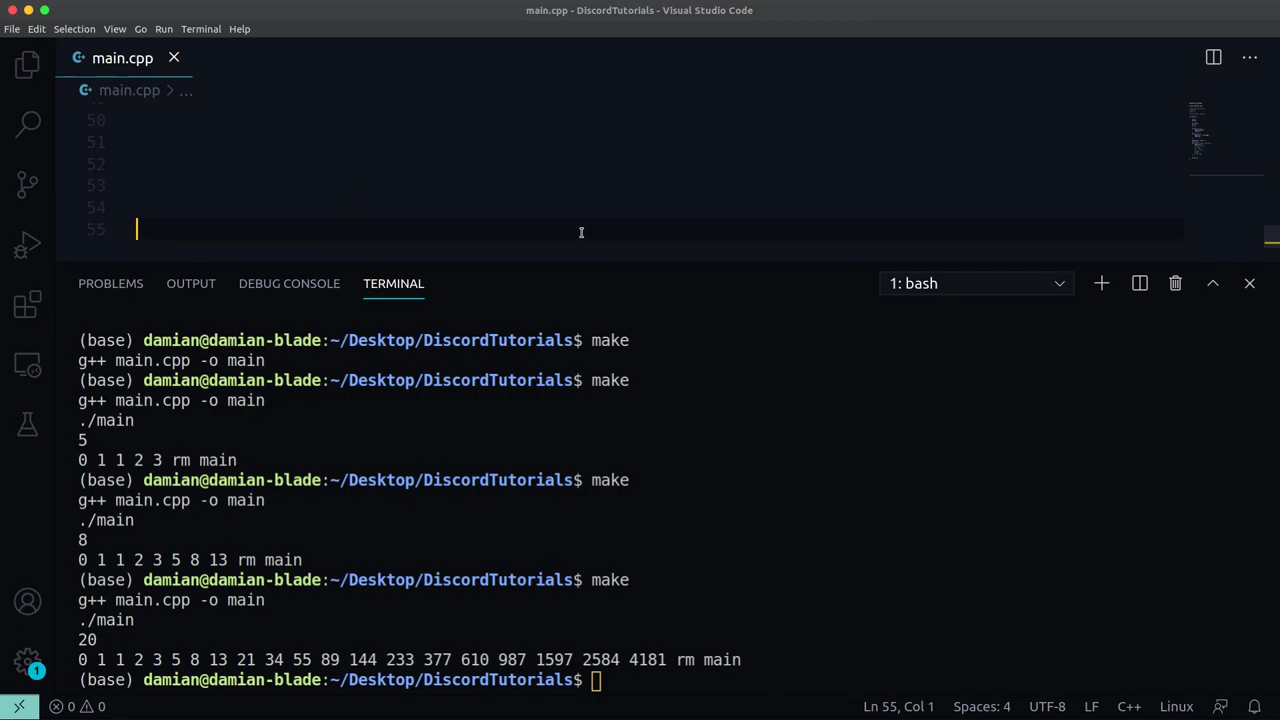 main.cpp - DiscordTutorials - Visual Studio Code
File Edit Selection View Go Run Terminal Help
main.cpp
main.cpp > ...
50
51
52
53
54
55
PROBLEMS OUTPUT DEBUG CONSOLE TERMINAL 1: bash
(base) damian@damian-blade:~/Desktop/DiscordTutorials$ make
g++ main.cpp -o main
(base) damian@damian-blade:~/Desktop/DiscordTutorials$ make
g++ main.cpp -o main
./main
5
0 1 1 2 3 rm main
(base) damian@damian-blade:~/Desktop/DiscordTutorials$ make
g++ main.cpp -o main
./main
8
0 1 1 2 3 5 8 13 rm main
(base) damian@damian-blade:~/Desktop/DiscordTutorials$ make
g++ main.cpp -o main
./main
20
0 1 1 2 3 5 8 13 21 34 55 89 144 233 377 610 987 1597 2584 4181 rm main
(base) damian@damian-blade:~/Desktop/DiscordTutorials$
1
0 0 Ln 55, Col 1 Spaces: 4 UTF-8 LF C++ Linux